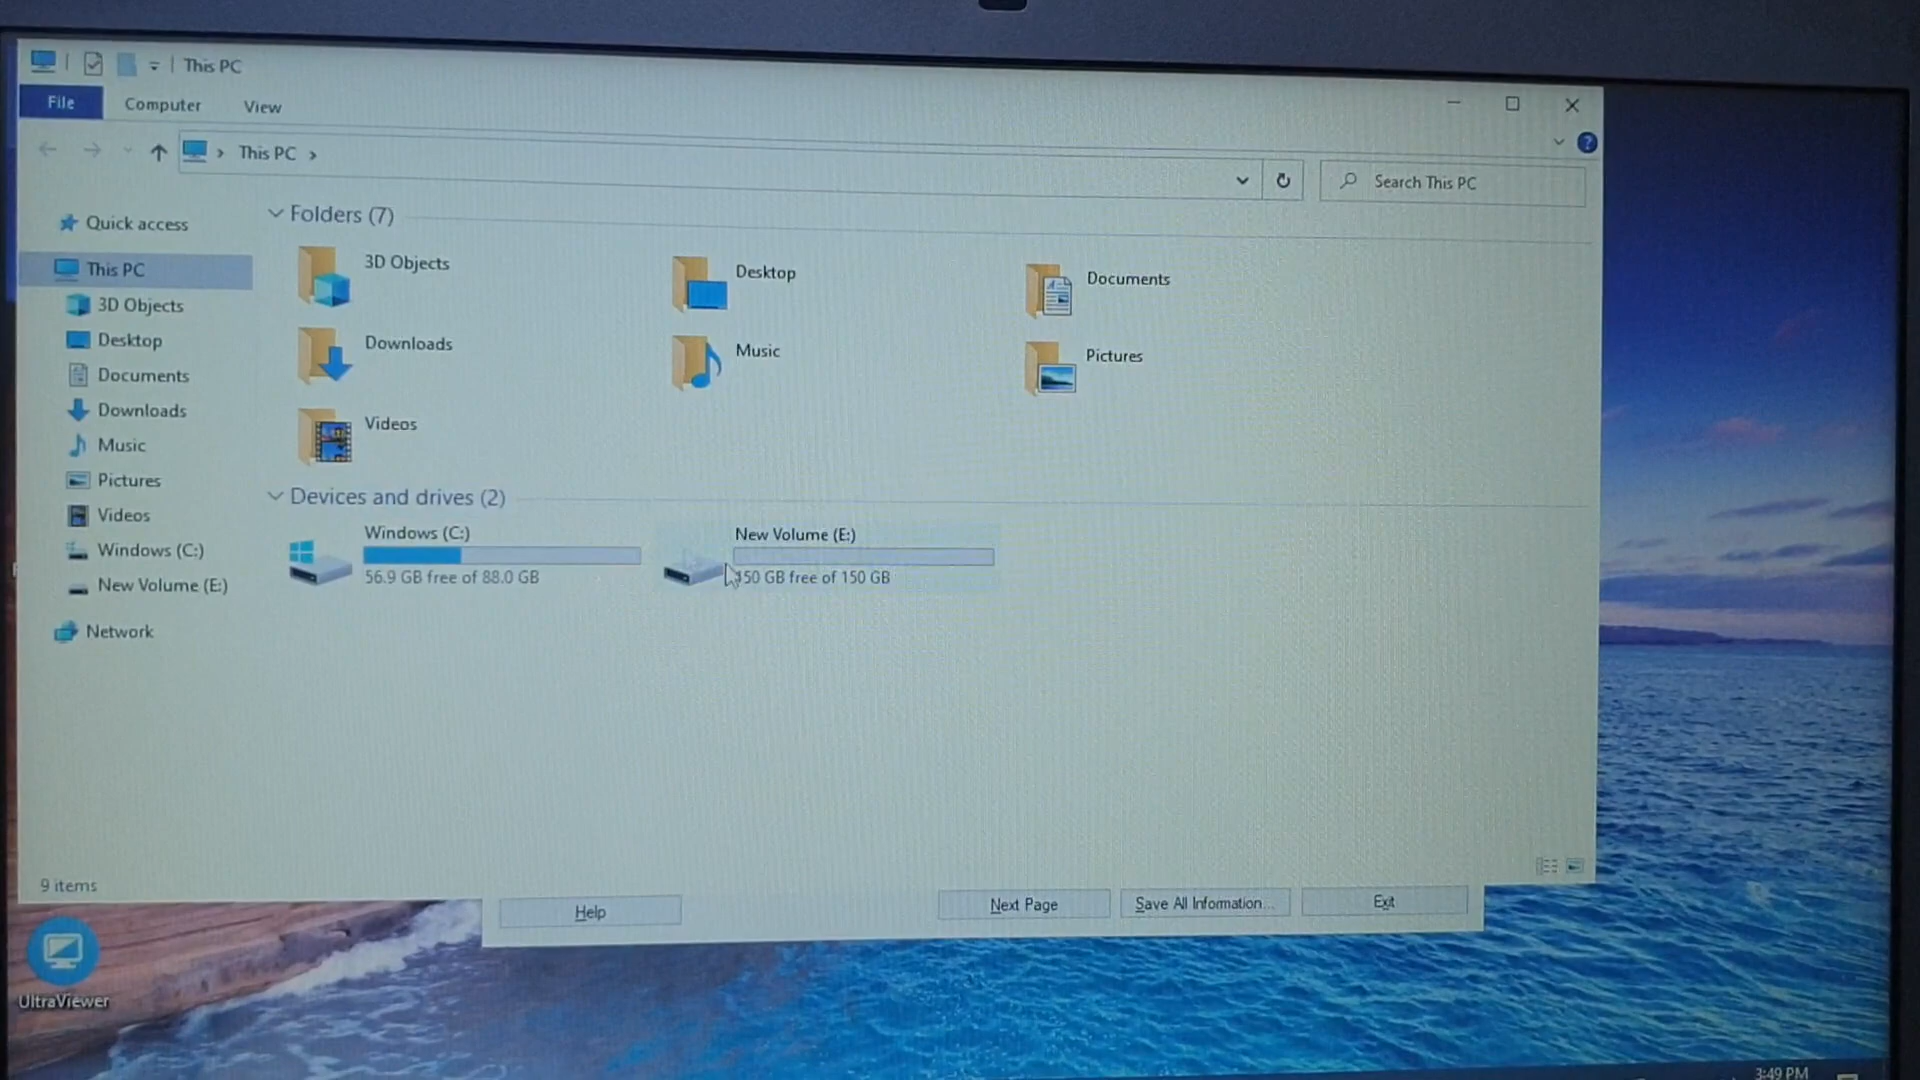 This PC
File
Computer
View
This PC
Search This PC
Quick access
This PC
3D Objects
Desktop
Documents
Downloads
Music
Pictures
Videos
Windows (C:)
New Volume (E:)
Network
Folders (7)
3D Objects
Desktop
Documents
Downloads
Music
Pictures
Videos
Devices and drives (2)
Windows (C:)
56.9 GB free of 88.0 GB
New Volume (E:)
150 GB free of 150 GB
9 items
Help
Next Page
Save All Information...
Exit
UltraViewer
3:49 PM